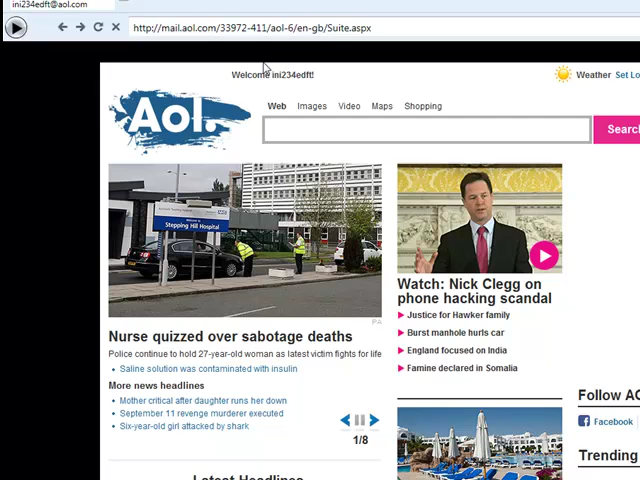 ini234edft@aol.com
http://mail.aol.com/33972-411/aol-6/en-gb/Suite.aspx
Welcome ini234edft!
Weather Set Lo
Aol.
Web Images Video Maps Shopping
Search
Stepping Hill Hospital
PA
Nurse quizzed over sabotage deaths
Police continue to hold 27-year-old woman as latest victim fights for life
Saline solution was contaminated with insulin
More news headlines
Mother critical after daughter runs her down
September 11 revenge murderer executed
Six-year-old girl attacked by shark
1/8
Latest Headlines
Watch: Nick Clegg on
phone hacking scandal
Justice for Hawker family
Burst manhole hurls car
England focused on India
Famine declared in Somalia
Follow AO
Facebook
Trending